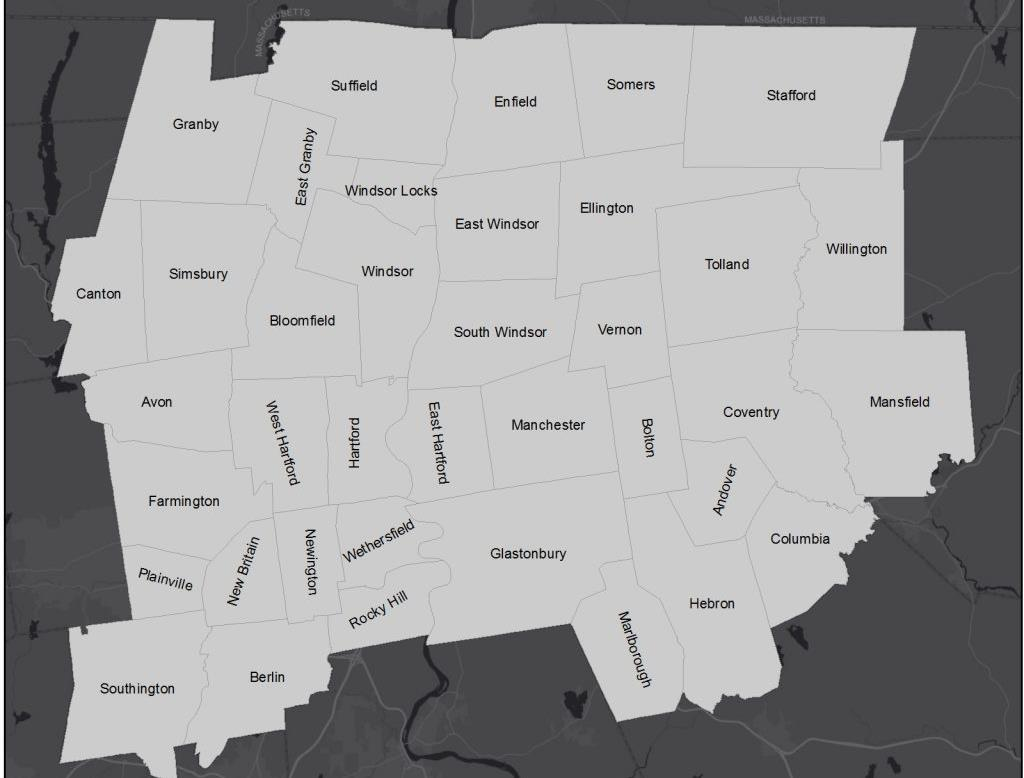 MASSACHUSETTS
MASSACHUSETTS
Suffield
Enfield
Somers
Stafford
Granby
East Granby
Windsor Locks
East Windsor
Ellington
Willington
Tolland
Canton
Simsbury
Windsor
Bloomfield
South Windsor
Vernon
Avon
West Hartford
Hartford
East Hartford
Manchester
Bolton
Coventry
Mansfield
Farmington
Andover
Plainville
New Britain
Newington
Wethersfield
Glastonbury
Columbia
Rocky Hill
Hebron
Marlborough
Southington
Berlin